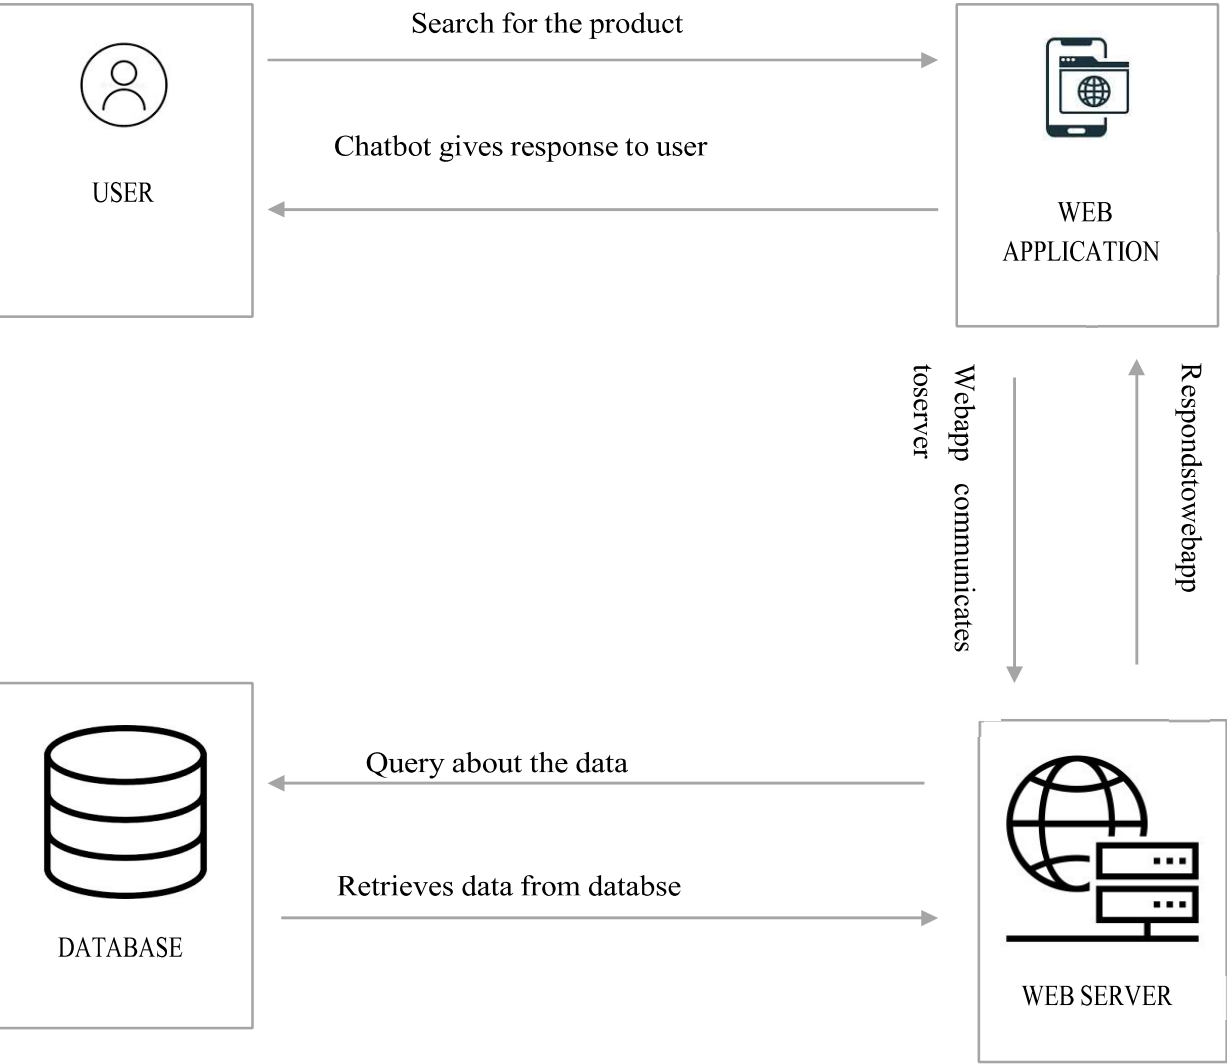 Search for the product
Chatbot gives response to user
USER
WEB
APPLICATION
Webapp communicates
toserver
Respondstowebapp
Query about the data
Retrieves data from databse
DATABASE
WEB SERVER